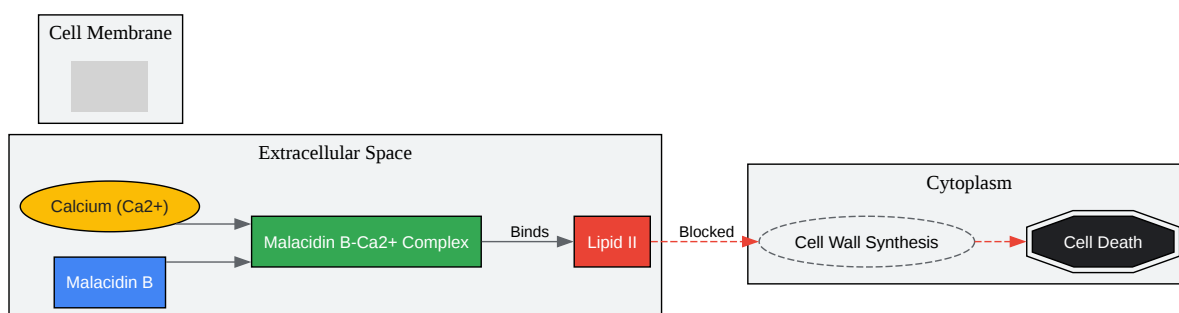 Cell Membrane
Extracellular Space
Calcium (Ca2+)
Malacidin B
Malacidin B-Ca2+ Complex
Binds
Lipid II
Blocked
Cytoplasm
Cell Wall Synthesis
Cell Death